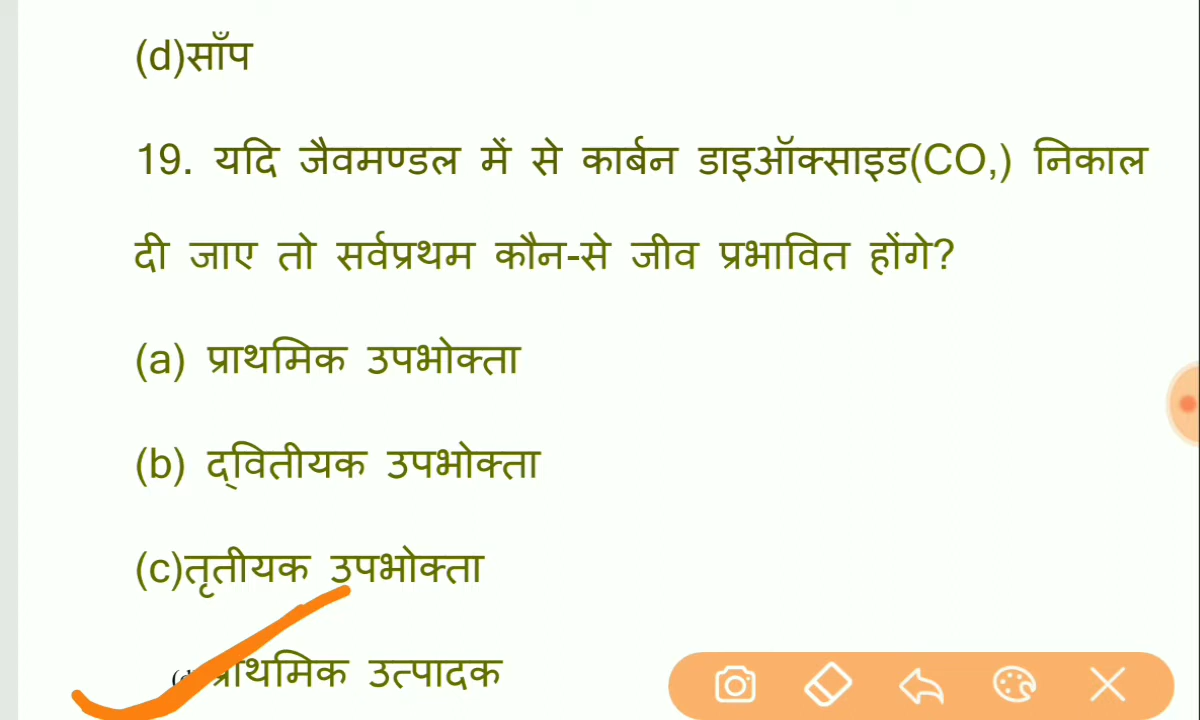 (d)साँप
19. यदि जैवमण्डल में से कार्बन डाइऑक्साइड(CO,) निकाल
दी जाए तो सर्वप्रथम कौन-से जीव प्रभावित होंगे?
(a) प्राथमिक उपभोक्ता
(b) द्वितीयक उपभोक्ता
(c)तृतीयक उपभोक्ता
(d) प्राथमिक उत्पादक